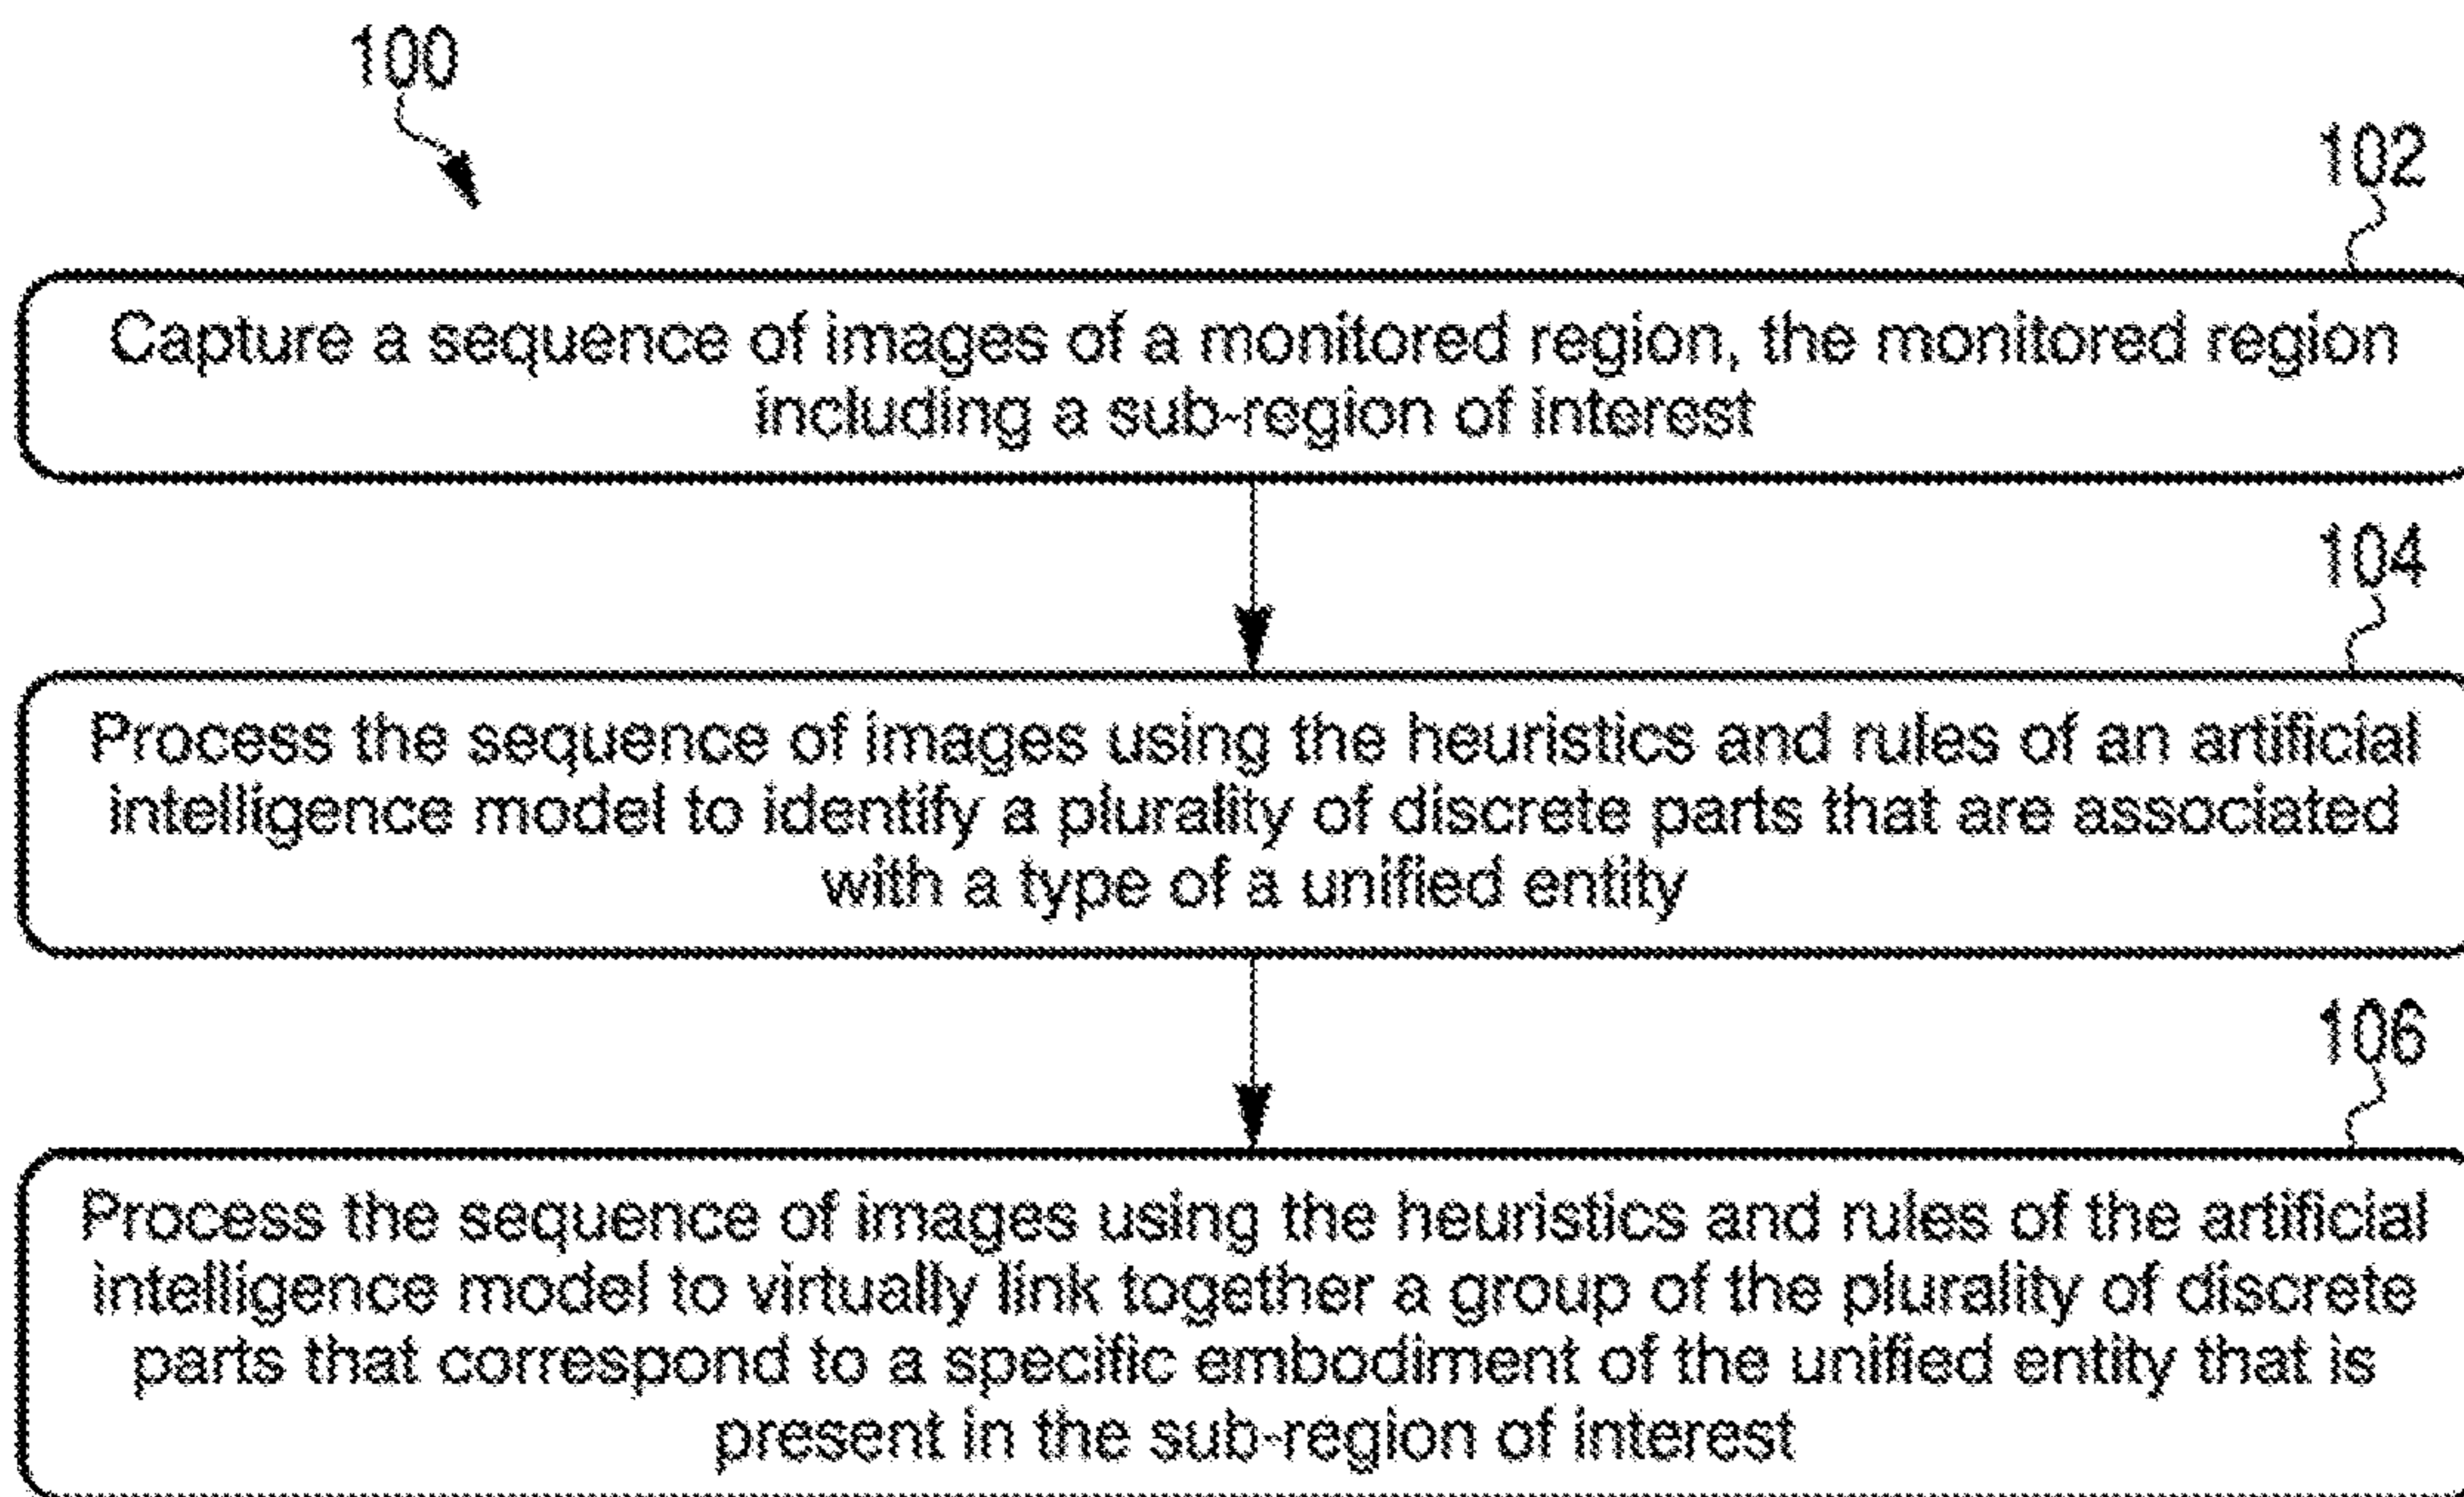 100
102
Capture a sequence of images of a monitored region, the monitored region
including a sub-region of interest
104
Process the sequence of images using the heuristics and rules of an artificial
intelligence model to identify a plurality of discrete parts that are associated
with a type of a unified entity
106
Process the sequence of images using the heuristics and rules of the artificial
intelligence model to virtually link together a group of the plurality of discrete
parts that correspond to a specific embodiment of the unified entity that is
present in the sub-region of interest